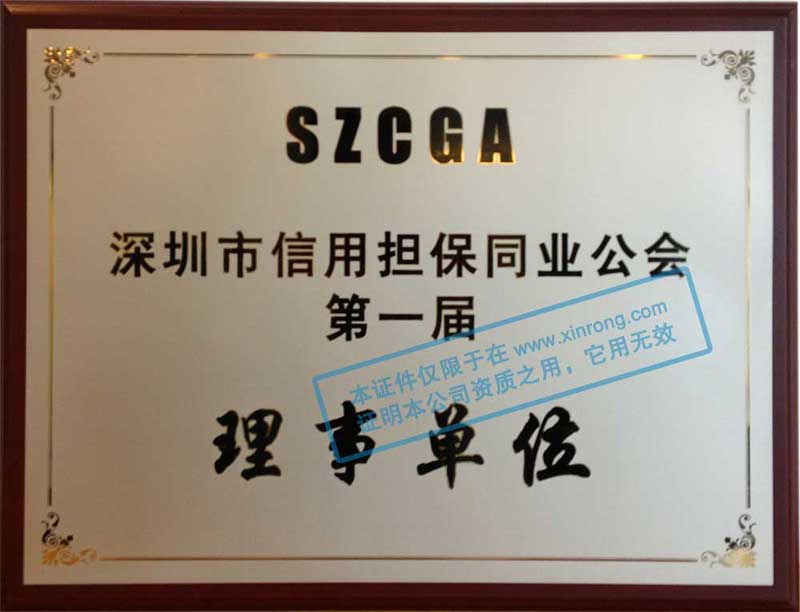 SZCGA
深圳市信用担保同业公会
第一届
本证件仅限于在 www.xinrong.com
证明本公司资质之用，它用无效
理事单位